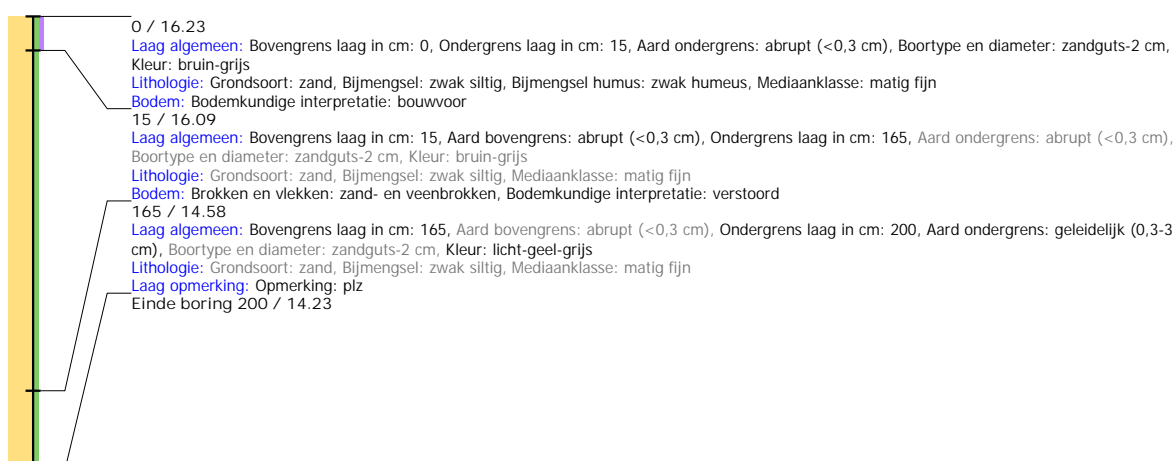 0 / 16.23
Laag algemeen: Bovengrens laag in cm: 0, Ondergrens laag in cm: 15, Aard ondergrens: abrupt (<0,3 cm), Boortype en diameter: zandguts-2 cm,
Kleur: bruin-grijs
Lithologie: Grondsoort: zand, Bijmengsel: zwak siltig, Bijmengsel humus: zwak humeus, Mediaanklasse: matig fijn
Bodem: Bodemkundige interpretatie: bouwvoor
15 / 16.09
Laag algemeen: Bovengrens laag in cm: 15, Aard bovengrens: abrupt (<0,3 cm), Ondergrens laag in cm: 165, Aard ondergrens: abrupt (<0,3 cm),
Boortype en diameter: zandguts-2 cm, Kleur: bruin-grijs
Lithologie: Grondsoort: zand, Bijmengsel: zwak siltig, Mediaanklasse: matig fijn
Bodem: Brokken en vlekken: zand- en veenbrokken, Bodemkundige interpretatie: verstoord
165 / 14.58
Laag algemeen: Bovengrens laag in cm: 165, Aard bovengrens: abrupt (<0,3 cm), Ondergrens laag in cm: 200, Aard ondergrens: geleidelijk (0,3-3
cm), Boortype en diameter: zandguts-2 cm, Kleur: licht-geel-grijs
Lithologie: Grondsoort: zand, Bijmengsel: zwak siltig, Mediaanklasse: matig fijn
Laag opmerking: Opmerking: plz
Einde boring 200 / 14.23